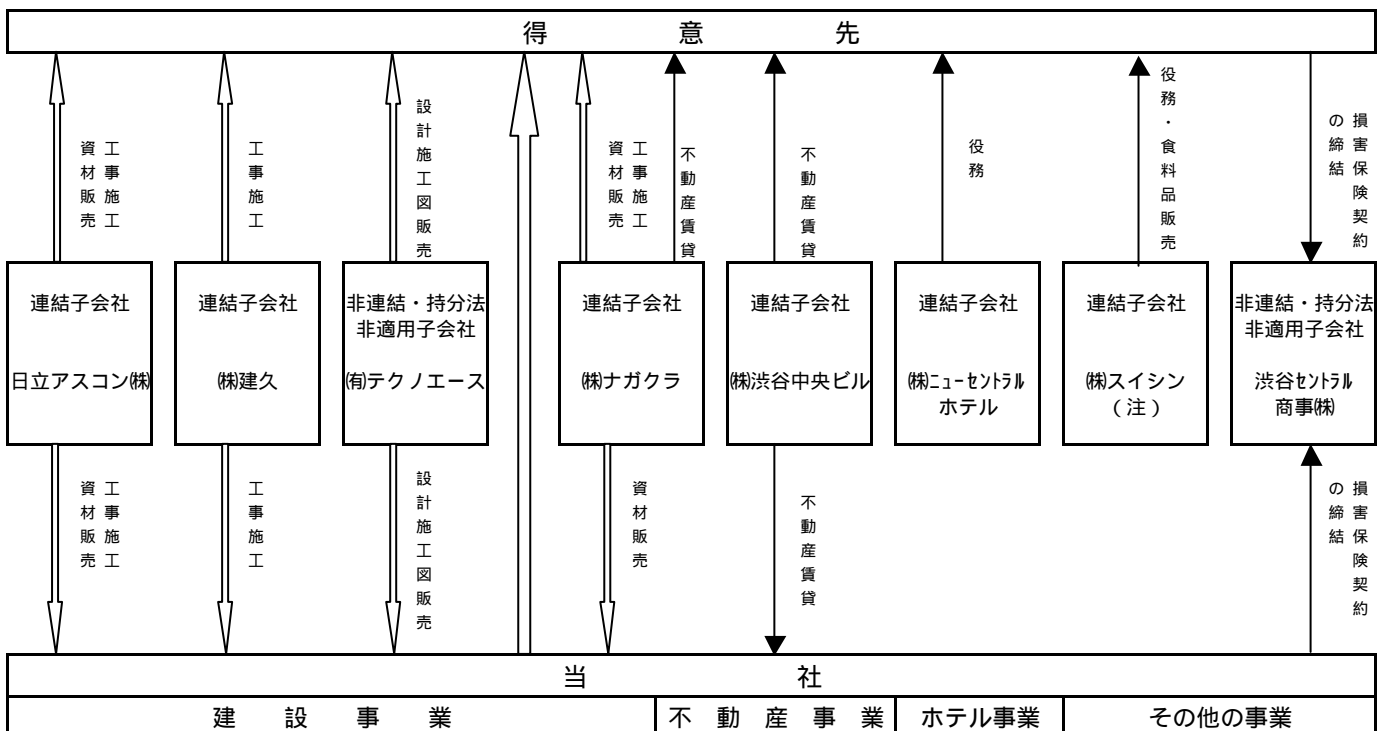 得意先
工事施工
資材販売
工事施工
設計施工図販売
工事施工
資材販売
不動産賃貸
不動産賃貸
役務
役務・食料品販売
損害保険契約
の締結
連結子会社
日立アスコン㈱
連結子会社
㈱建久
非連結・持分法
非適用子会社
㈲テクノエース
連結子会社
㈱ナガクラ
連結子会社
㈱渋谷中央ビル
連結子会社
㈱ニューセントラル
ホテル
連結子会社
㈱スイシン
(注)
非連結・持分法
非適用子会社
渋谷セントラル
商事㈱
工事施工
資材販売
工事施工
設計施工図販売
資材販売
不動産賃貸
損害保険契約
の締結
当社
建設事業
不動産事業
ホテル事業
その他の事業